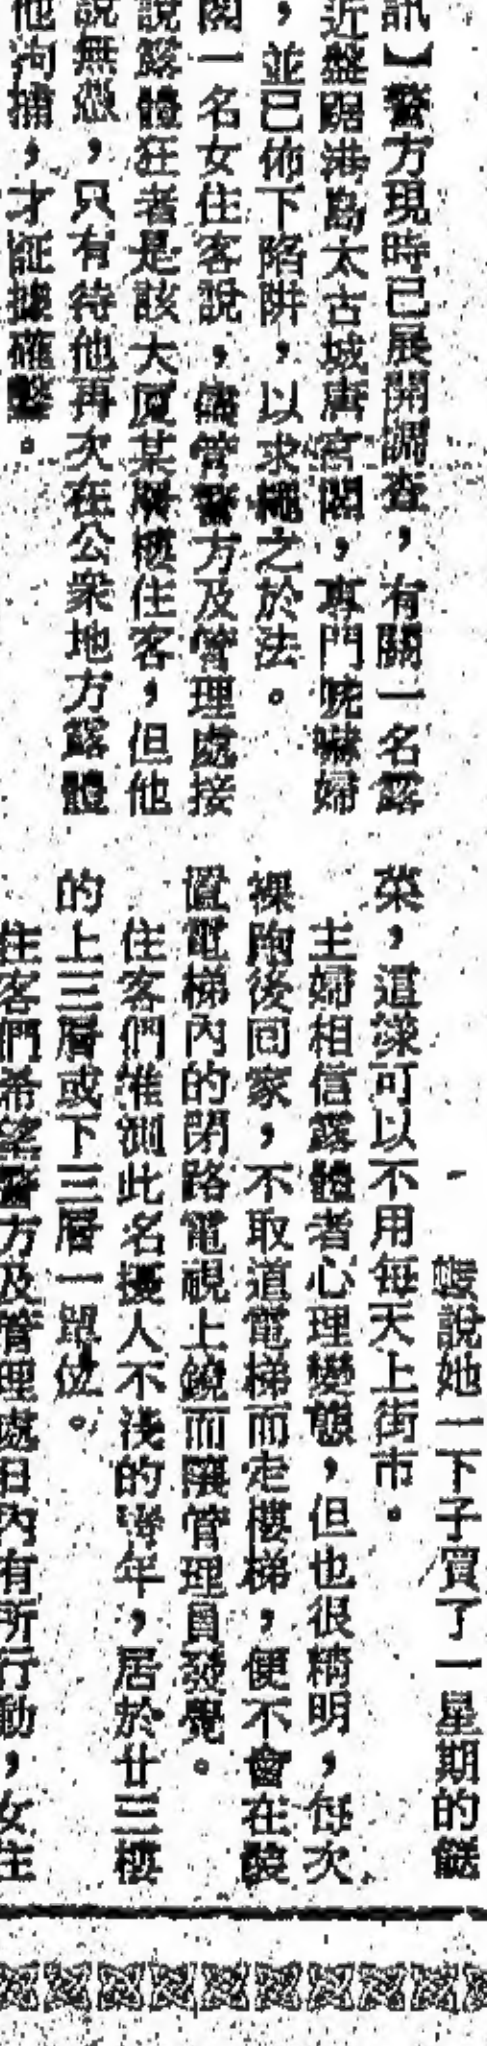 訊】警方現時已展開調查，有關一名露
近盤踞港島太古城唐宮閣，專門唬嚇婦
，並已佈下陷阱，以求繩之於法。
閣一名女住客說，儘管警方及管理處接
說露體狂者是該大厦某層樓住客，但他
說無憑，只有待他再次在公衆地方露體
他拘捕，才証據確鑿。
說她一下子買了一星期的餸
菜，這樣可以不用每天上街市。
主婦相信露體者心理變態，但也很精明，每次
裸跑後回家，不取道電梯而走樓梯，便不會在裝
置電梯內的閉路電視上鏡而讓管理員發覺。
住客們推測此名擾人不淺的青年，居於廿三樓
的上三層或下三層一單位。
住客們希望警方及管理處日內有所行動，女住